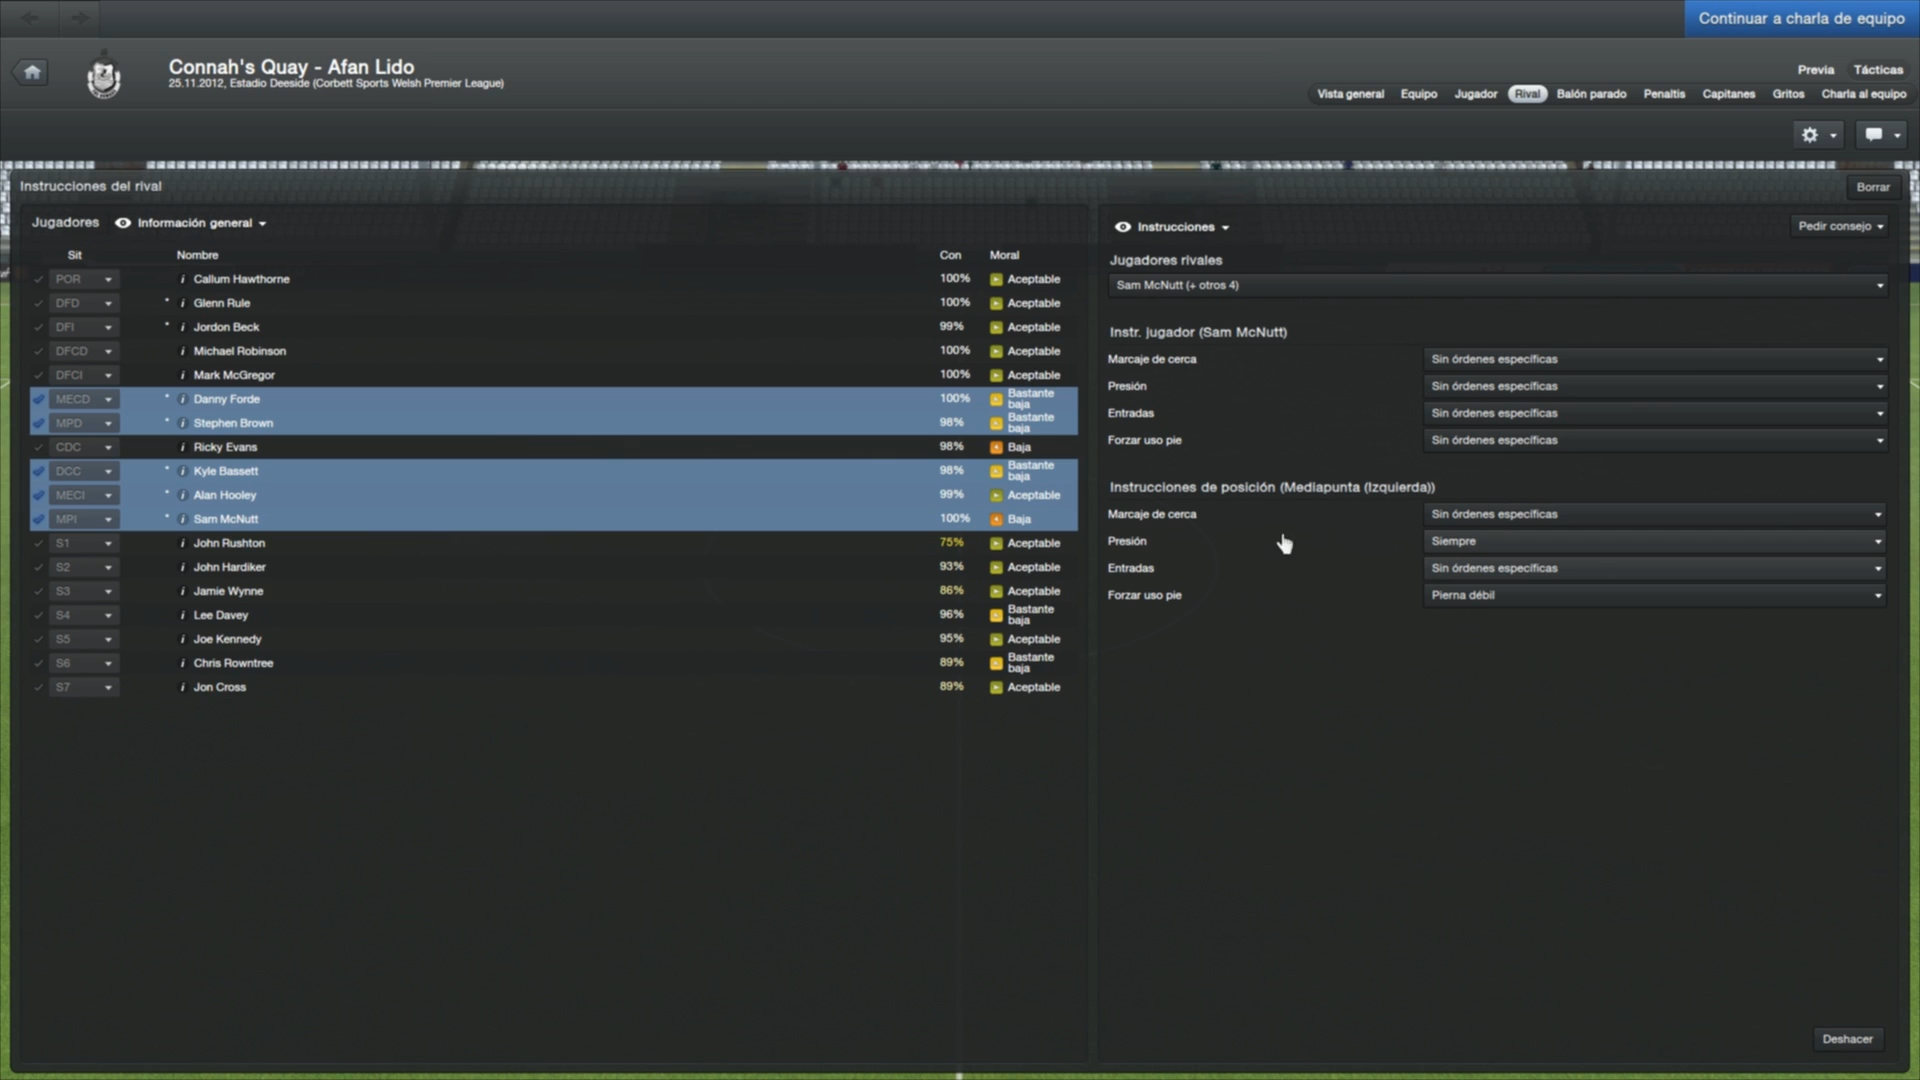 Continuar a charla de equipo
Connah's Quay - Afan Lido
25.11.2012, Estadio Deeside (Corbett Sports Welsh Premier League)
Previa Tácticas
Vista general Equipo Jugador Rival Balón parado Penaltis Capitanes Gritos Charla al equipo
Instrucciones del rival
Borrar
Jugadores Información general
Sit Nombre Con Moral
POR i Callum Hawthorne 100% Aceptable
DFD * i Glenn Rule 100% Aceptable
DFI * i Jordon Beck 99% Aceptable
DFCD i Michael Robinson 100% Aceptable
DFCI i Mark McGregor 100% Aceptable
MECD * i Danny Forde 100% Bastante baja
MPD * i Stephen Brown 98% Bastante baja
CDC i Ricky Evans 98% Baja
DCC * i Kyle Bassett 98% Bastante baja
MECI * i Alan Hooley 99% Aceptable
MPI * i Sam McNutt 100% Baja
S1 i John Rushton 75% Aceptable
S2 i John Hardiker 93% Aceptable
S3 i Jamie Wynne 86% Aceptable
S4 i Lee Davey 96% Bastante baja
S5 i Joe Kennedy 95% Aceptable
S6 i Chris Rowntree 89% Bastante baja
S7 i Jon Cross 89% Aceptable
Instrucciones
Pedir consejo
Jugadores rivales
Sam McNutt (+ otros 4)
Instr. jugador (Sam McNutt)
Marcaje de cerca Sin órdenes específicas
Presión Sin órdenes específicas
Entradas Sin órdenes específicas
Forzar uso pie Sin órdenes específicas
Instrucciones de posición (Mediapunta (Izquierda))
Marcaje de cerca Sin órdenes específicas
Presión Siempre
Entradas Sin órdenes específicas
Forzar uso pie Pierna débil
Deshacer